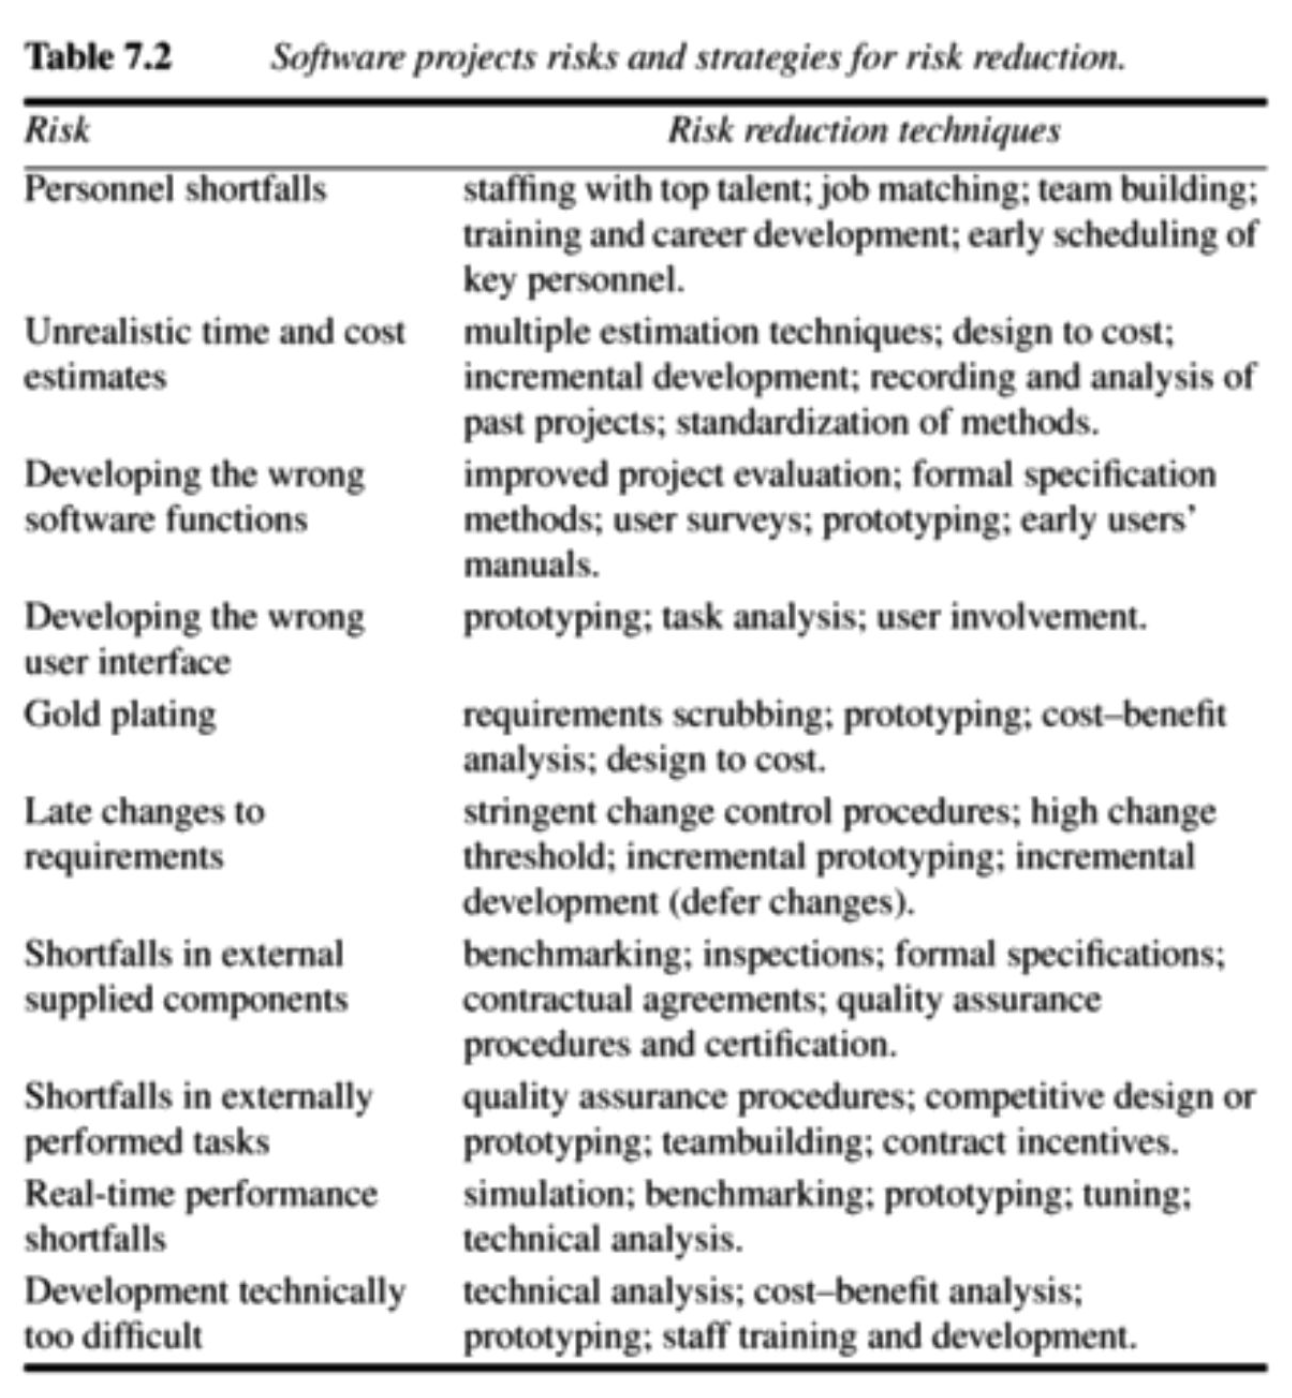 Table 7.2 Software projects risks and strategies for risk reduction.
Risk Risk reduction techniques
Personnel shortfalls staffing with top talent; job matching; team building;
training and career development; early scheduling of
key personnel.
Unrealistic time and cost multiple estimation techniques; design to cost;
estimates incremental development; recording and analysis of
past projects; standardization of methods.
Developing the wrong improved project evaluation; formal specification
software functions methods; user surveys; prototyping; early users’
manuals.
Developing the wrong prototyping; task analysis; user involvement.
user interface
Gold plating requirements scrubbing; prototyping; cost–benefit
analysis; design to cost.
Late changes to stringent change control procedures; high change
requirements threshold; incremental prototyping; incremental
development (defer changes).
Shortfalls in external benchmarking; inspections; formal specifications;
supplied components contractual agreements; quality assurance
procedures and certification.
Shortfalls in externally quality assurance procedures; competitive design or
performed tasks prototyping; teambuilding; contract incentives.
Real-time performance simulation; benchmarking; prototyping; tuning;
shortfalls technical analysis.
Development technically technical analysis; cost–benefit analysis;
too difficult prototyping; staff training and development.